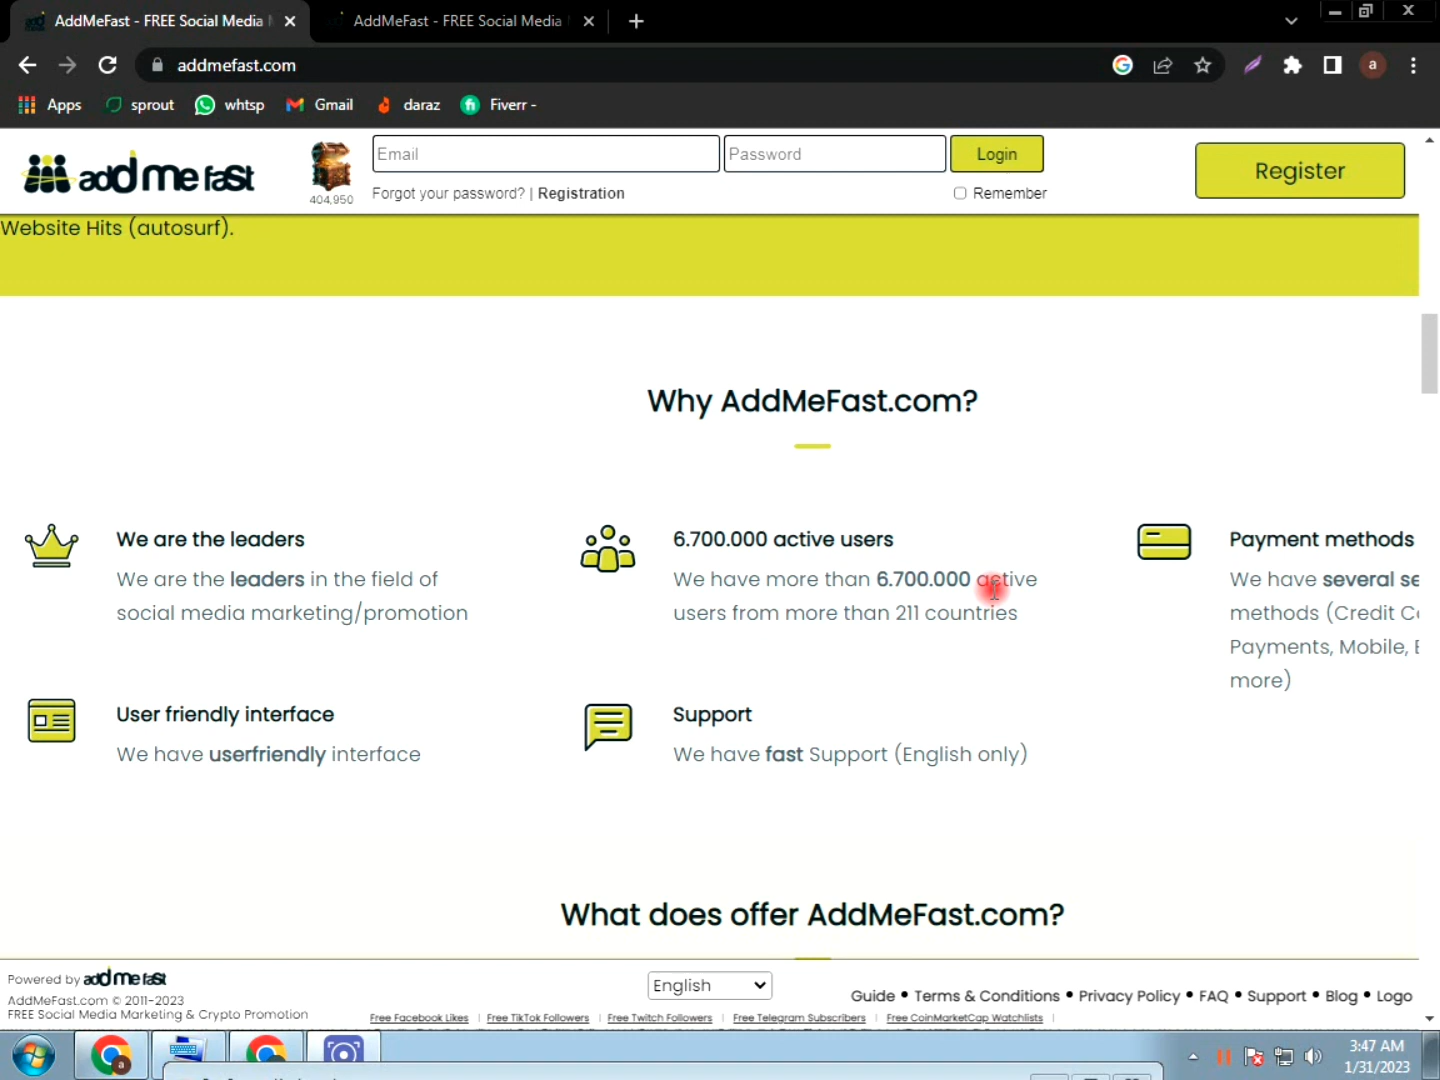 AddMeFast - FREE Social Media
AddMeFast - FREE Social Media
addmefast.com
a
Apps
sprout
whtsp
Gmail
daraz
Fiverr -
add me fast
404,950
Email
Password
Login
Forgot your password? | Registration
Remember
Register
Website Hits (autosurf).
Why AddMeFast.com?
We are the leaders
We are the leaders in the field of
social media marketing/promotion
6.700.000 active users
We have more than 6.700.000 active
users from more than 211 countries
Payment methods
We have several se
methods (Credit C
Payments, Mobile,
more)
User friendly interface
We have userfriendly interface
Support
We have fast Support (English only)
What does offer AddMeFast.com?
Powered by add me fast
AddMeFast.com © 2011-2023
FREE Social Media Marketing & Crypto Promotion
English
Guide • Terms & Conditions • Privacy Policy • FAQ • Support • Blog • Logo
Free Facebook Likes | Free TikTok Followers | Free Twitch Followers | Free Telegram Subscribers | Free CoinMarketCap Watchlists |
3:47 AM
1/31/2023